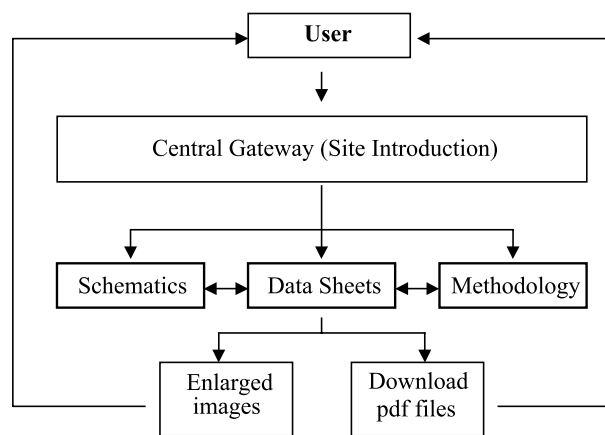 User
Central Gateway (Site Introduction)
Schematics
Data Sheets
Methodology
Enlarged
images
Download
pdf files